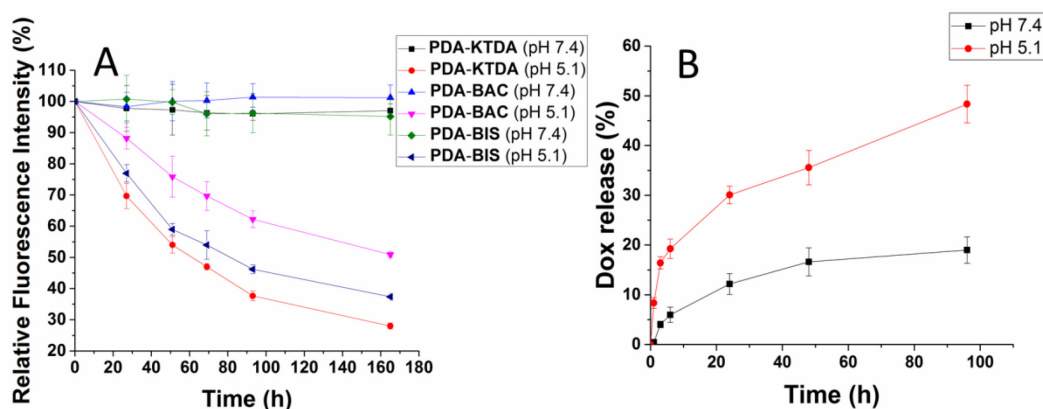 A
Relative Fluorescence Intensity (%)
110
100
90
80
70
60
50
40
30
20
0 20 40 60 80 100 120 140 160 180
Time (h)
PDA-KTDA (pH 7.4)
PDA-KTDA (pH 5.1)
PDA-BAC (pH 7.4)
PDA-BAC (pH 5.1)
PDA-BIS (pH 7.4)
PDA-BIS (pH 5.1)
B
pH 7.4
pH 5.1
Dox release (%)
60
50
40
30
20
10
0
0 20 40 60 80 100
Time (h)